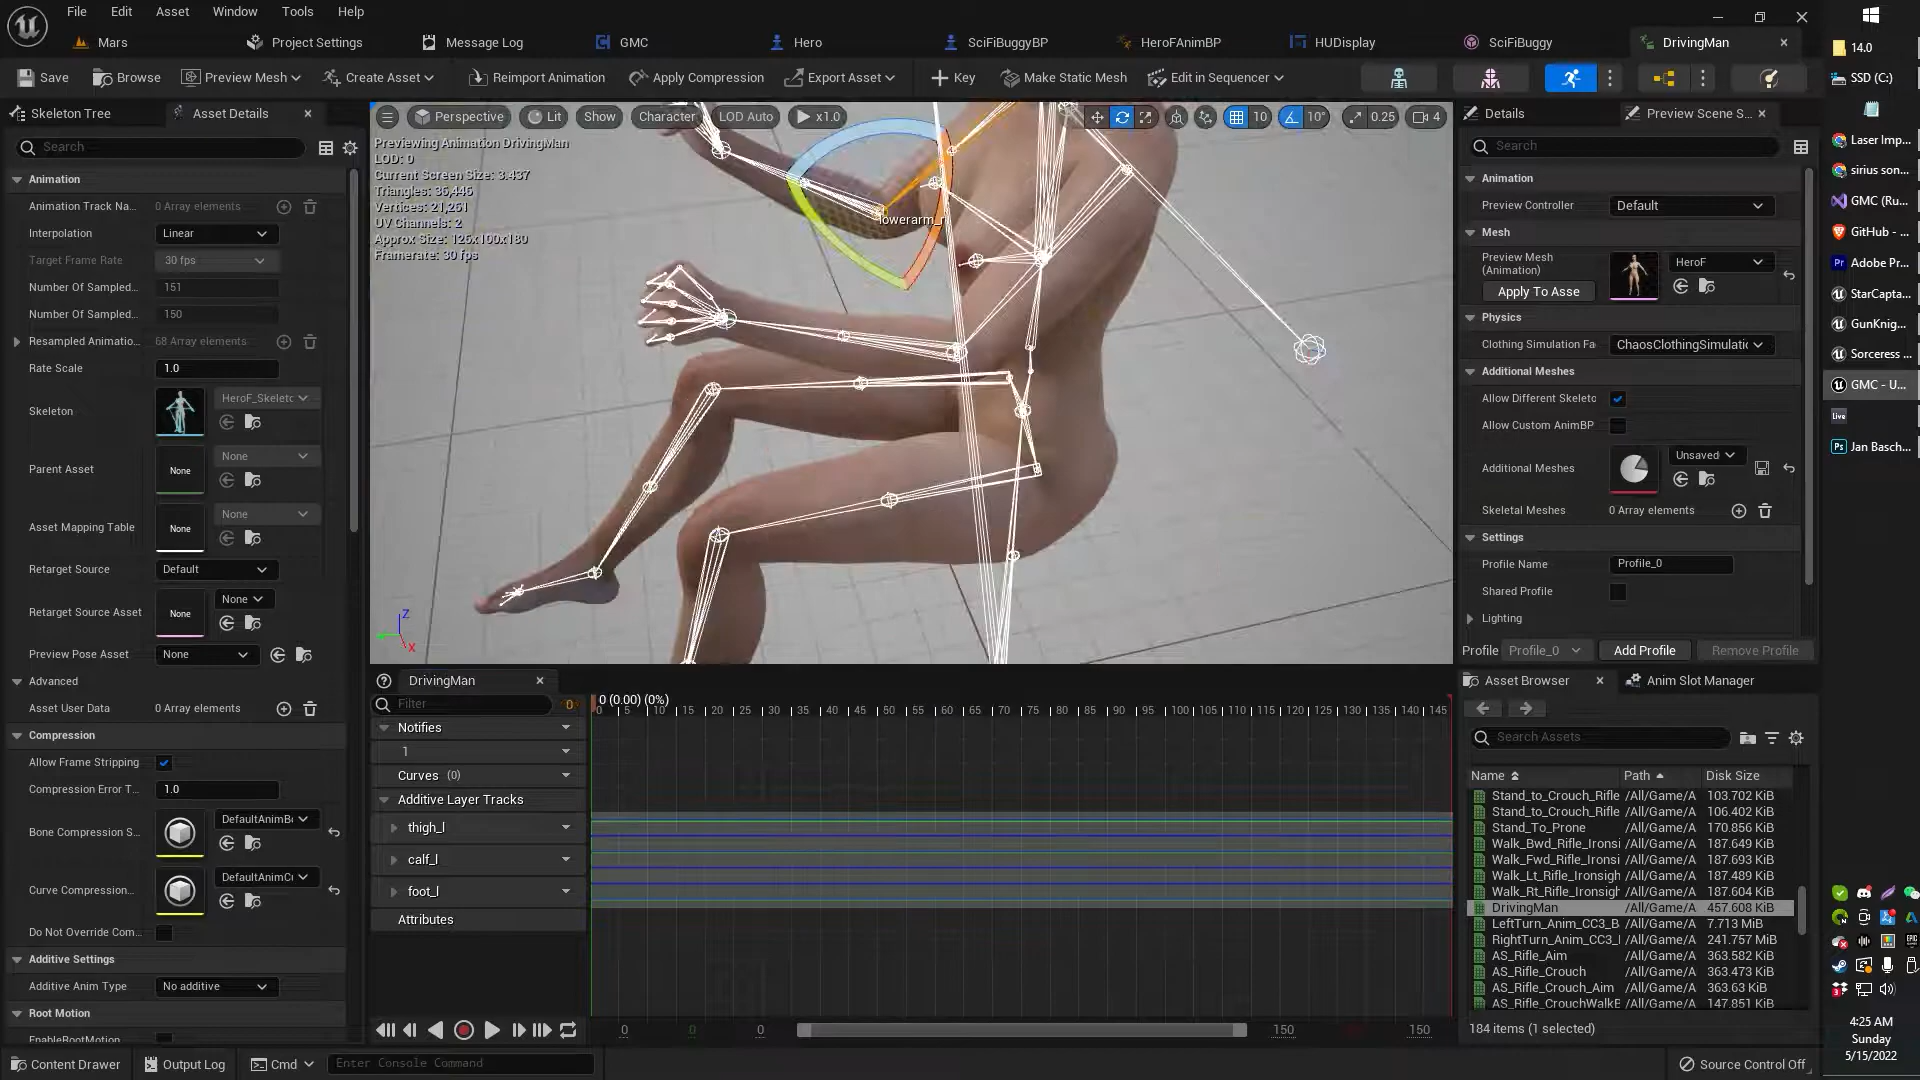 File Edit Asset Window Tools Help
Mars Project Settings Message Log GMC Hero SciFiBuggyBP HeroFAnimBP HUDisplay SciFiBuggy DrivingMan
Save Browse Preview Mesh Create Asset Reimport Animation Apply Compression Export Asset Key Make Static Mesh Edit in Sequencer
Skeleton Tree Asset Details
Search
Animation
Animation Track Na... 0 Array elements
Interpolation Linear
Target Frame Rate 30 fps
Number Of Sampled... 151
Number Of Sampled... 150
Resampled Animatio... 68 Array elements
Rate Scale 1.0
Skeleton HeroF_Skeletc
Parent Asset None None
Asset Mapping Table None None
Retarget Source Default
Retarget Source Asset None None
Preview Pose Asset None
Advanced
Asset User Data 0 Array elements
Compression
Allow Frame Stripping
Compression Error T... 1.0
Bone Compression S... DefaultAnimBo
Curve Compression... DefaultAnimCu
Do Not Override Com...
Additive Settings
Additive Anim Type No additive
Root Motion
EnableRootMotion
Perspective Lit Show Character LOD Auto x1.0 10 10° 0.25 4
Previewing Animation DrivingMan
LOD: 0
Current Screen Size: 3.437
Triangles: 36,446
Vertices: 21,261
UV Channels: 2
Approx Size: 126x100x180
Framerate: 30 fps
lowerarm_r
Z
X
DrivingMan
Filter 0
0 (0.00) (0%)
0 5 10 15 20 25 30 35 40 45 50 55 60 65 70 75 80 85 90 95 100 105 110 115 120 125 130 135 140 145
Notifies
1
Curves (0)
Additive Layer Tracks
thigh_l
calf_l
foot_l
Attributes
0 0 0 150 150
Details Preview Scene S...
Search
Animation
Preview Controller Default
Mesh
Preview Mesh
(Animation)
HeroF
Apply To Asse
Physics
Clothing Simulation Fa ChaosClothingSimulatic
Additional Meshes
Allow Different Skeleto
Allow Custom AnimBP
Additional Meshes Unsaved
Skeletal Meshes 0 Array elements
Settings
Profile Name Profile_0
Shared Profile
Lighting
Profile Profile_0 Add Profile Remove Profile
Asset Browser Anim Slot Manager
Search Assets
Name Path Disk Size
Stand_to_Crouch_Rifle /All/Game/A 103.702 KiB
Stand_to_Crouch_Rifle /All/Game/A 106.402 KiB
Stand_To_Prone /All/Game/A 170.856 KiB
Walk_Bwd_Rifle_Ironsi /All/Game/A 187.649 KiB
Walk_Fwd_Rifle_Ironsi /All/Game/A 187.693 KiB
Walk_Lt_Rifle_Ironsigh /All/Game/A 187.489 KiB
Walk_Rt_Rifle_Ironsigh /All/Game/A 187.604 KiB
DrivingMan /All/Game/A 457.608 KiB
LeftTurn_Anim_CC3_B /All/Game/A 7.713 MiB
RightTurn_Anim_CC3_I /All/Game/A 241.757 MiB
AS_Rifle_Aim /All/Game/A 363.582 KiB
AS_Rifle_Crouch /All/Game/A 363.473 KiB
AS_Rifle_Crouch_Aim /All/Game/A 363.63 KiB
AS_Rifle_CrouchWalkB /All/Game/A 147.851 KiB
184 items (1 selected)
Content Drawer Output Log Cmd Enter Console Command Source Control Off
14.0
SSD (C:)
Laser Imp...
sirius son...
GMC (Ru...
GitHub - ...
Adobe Pr...
StarCapta...
GunKnig...
Sorceress ...
GMC - U...
Live
Jan Basch...
4:25 AM
Sunday
5/15/2022